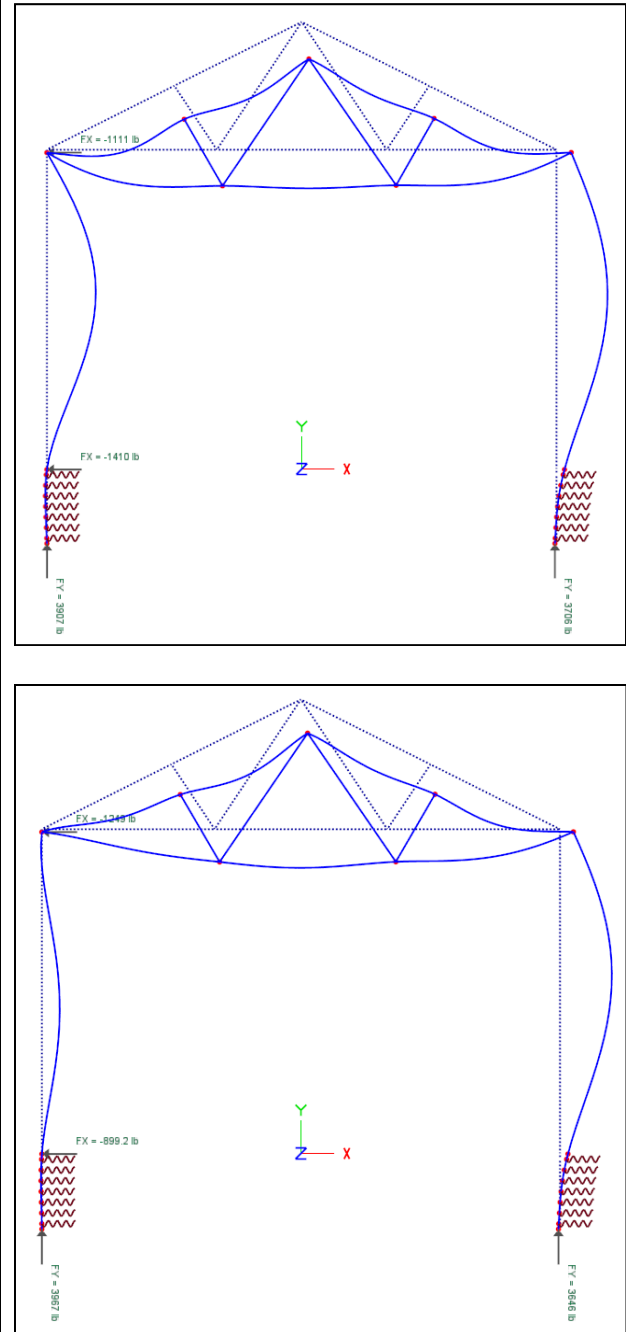 FX = -1111 lb
FX = -1410 lb
Y
Z
X
FY = 3907 lb
FY = 3706 lb
FX = -1249 lb
FX = -899.2 lb
Y
Z
X
FY = 3967 lb
FY = 3646 lb